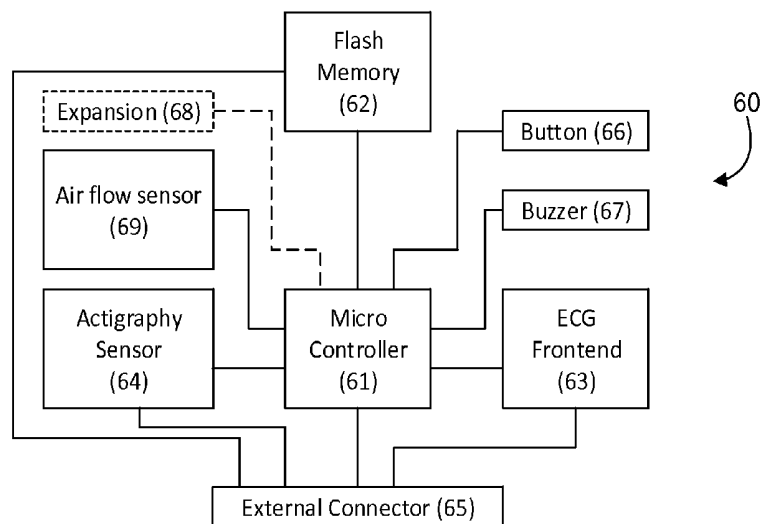 Flash
Memory
(62)
Expansion (68)
Button (66)
60
Air flow sensor
(69)
Buzzer (67)
Actigraphy
Sensor
(64)
Micro
Controller
(61)
ECG
Frontend
(63)
External Connector (65)